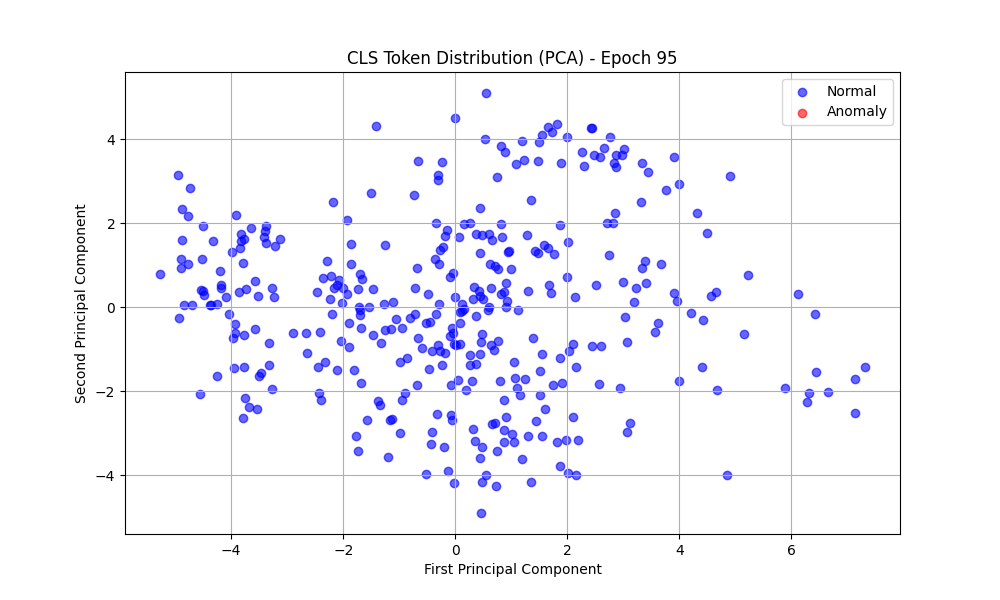 CLS Token Distribution (PCA) - Epoch 95
Normal
Anomaly
Second Principal Component
4
2
0
−2
−4
−4
−2
0
2
4
6
First Principal Component